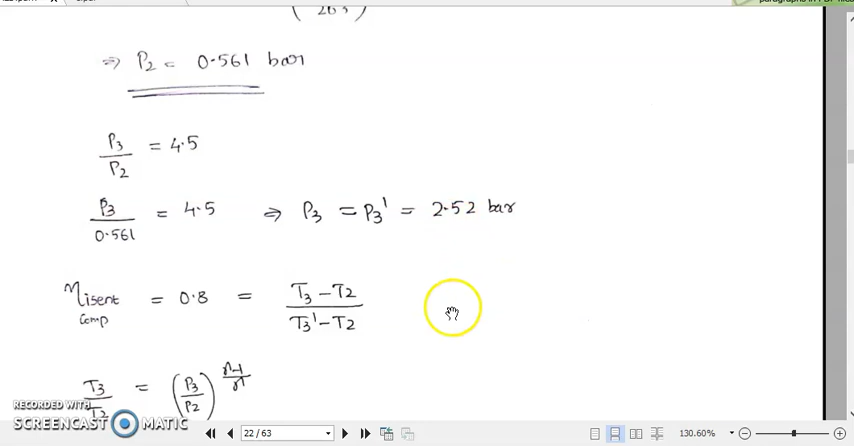 263
⇒ P2 = 0.561 bar
P3/P2 = 4.5
P3/0.561 = 4.5 ⇒ P3 = P3' = 2.52 bar
ηisent comp = 0.8 = T3-T2/T3'-T2
T3/T2 = (P3/P2)^(r-1/r)
RECORDED WITH
SCREENCAST MATIC
22 / 63
130.60%